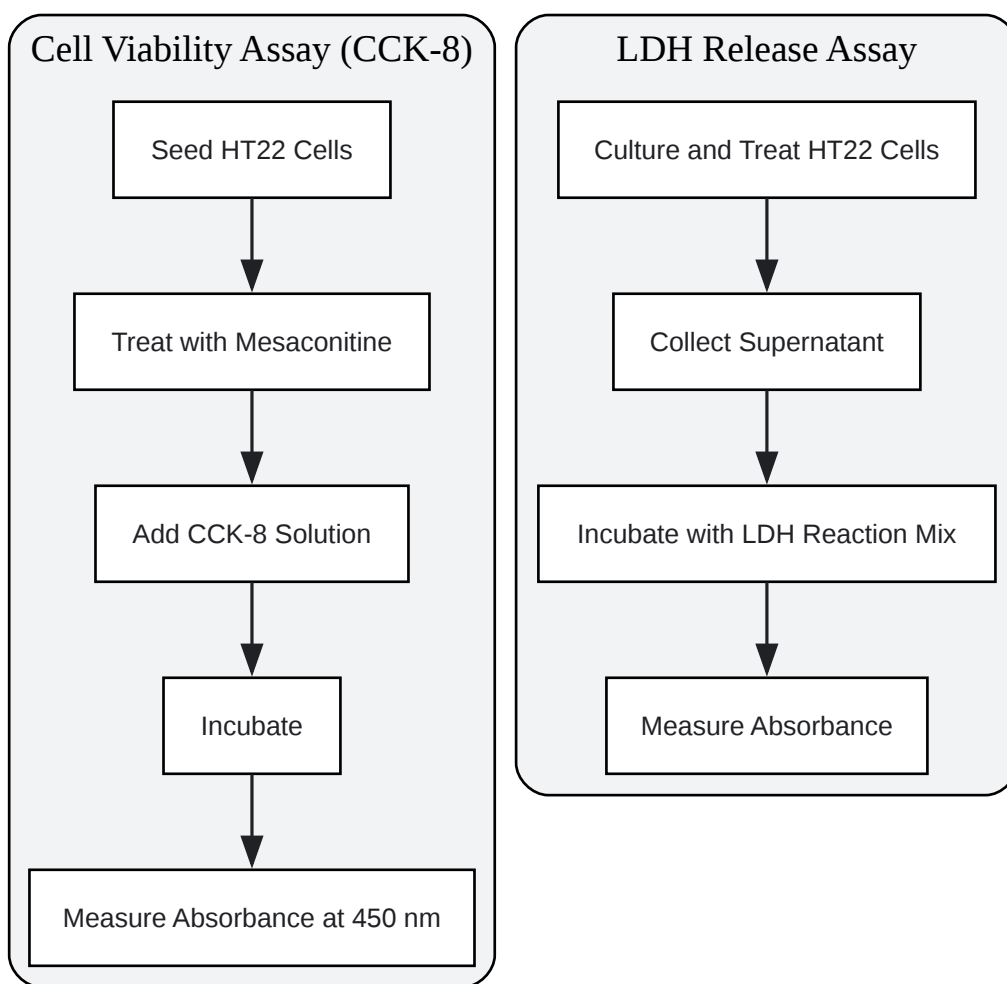 Cell Viability Assay (CCK-8)
Seed HT22 Cells
Treat with Mesaconitine
Add CCK-8 Solution
Incubate
Measure Absorbance at 450 nm
LDH Release Assay
Culture and Treat HT22 Cells
Collect Supernatant
Incubate with LDH Reaction Mix
Measure Absorbance